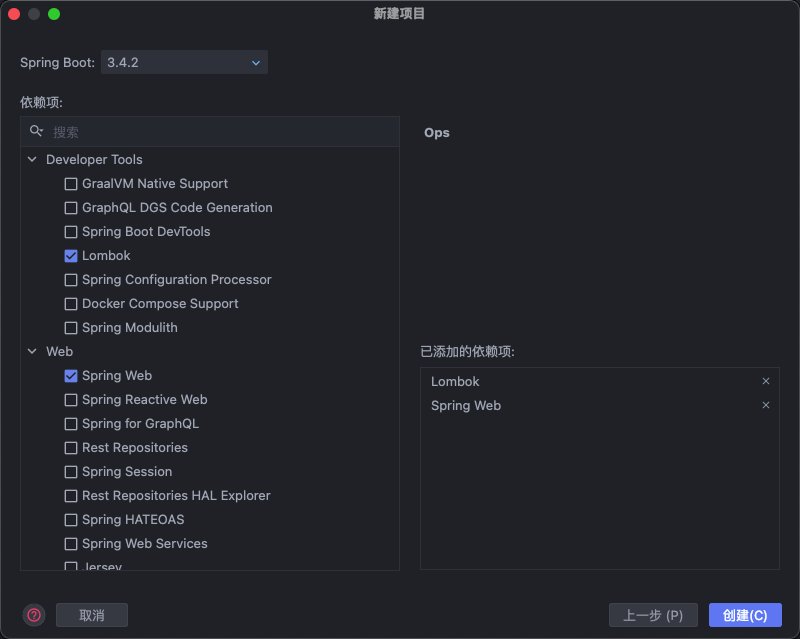 新建项目
Spring Boot: 3.4.2
依赖项:
搜索
Developer Tools
GraalVM Native Support
GraphQL DGS Code Generation
Spring Boot DevTools
Lombok
Spring Configuration Processor
Docker Compose Support
Spring Modulith
Web
Spring Web
Spring Reactive Web
Spring for GraphQL
Rest Repositories
Spring Session
Rest Repositories HAL Explorer
Spring HATEOAS
Spring Web Services
Jersey
Ops
已添加的依赖项:
Lombok
Spring Web
?
取消
上一步 (P)
创建(C)